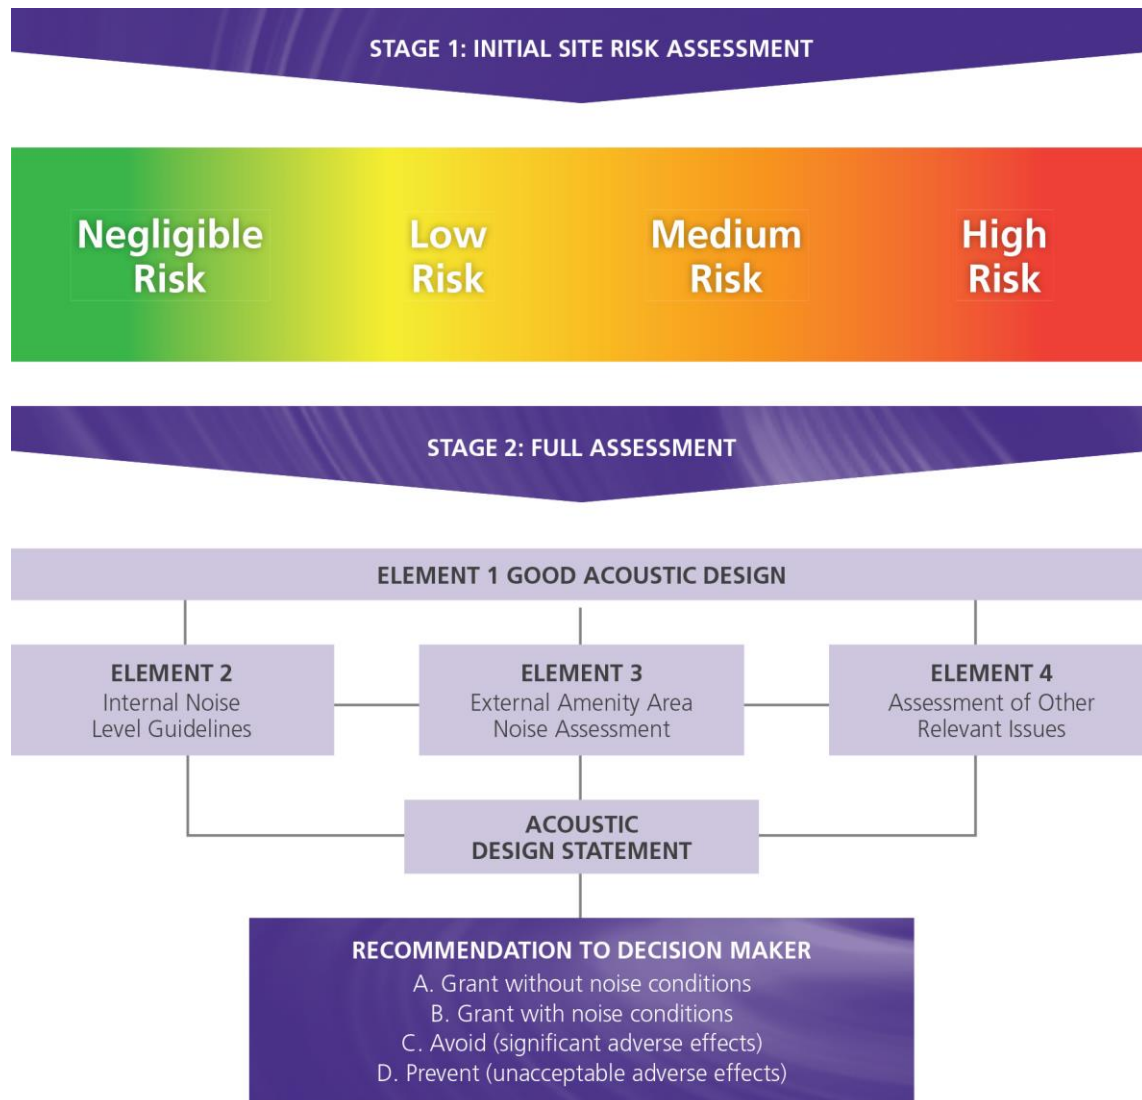 STAGE 1: INITIAL SITE RISK ASSESSMENT
Negligible
Risk
Low
Risk
Medium
Risk
High
Risk
STAGE 2: FULL ASSESSMENT
ELEMENT 1 GOOD ACOUSTIC DESIGN
ELEMENT 2
Internal Noise
Level Guidelines
ELEMENT 3
External Amenity Area
Noise Assessment
ELEMENT 4
Assessment of Other
Relevant Issues
ACOUSTIC
DESIGN STATEMENT
RECOMMENDATION TO DECISION MAKER
A. Grant without noise conditions
B. Grant with noise conditions
C. Avoid (significant adverse effects)
D. Prevent (unacceptable adverse effects)